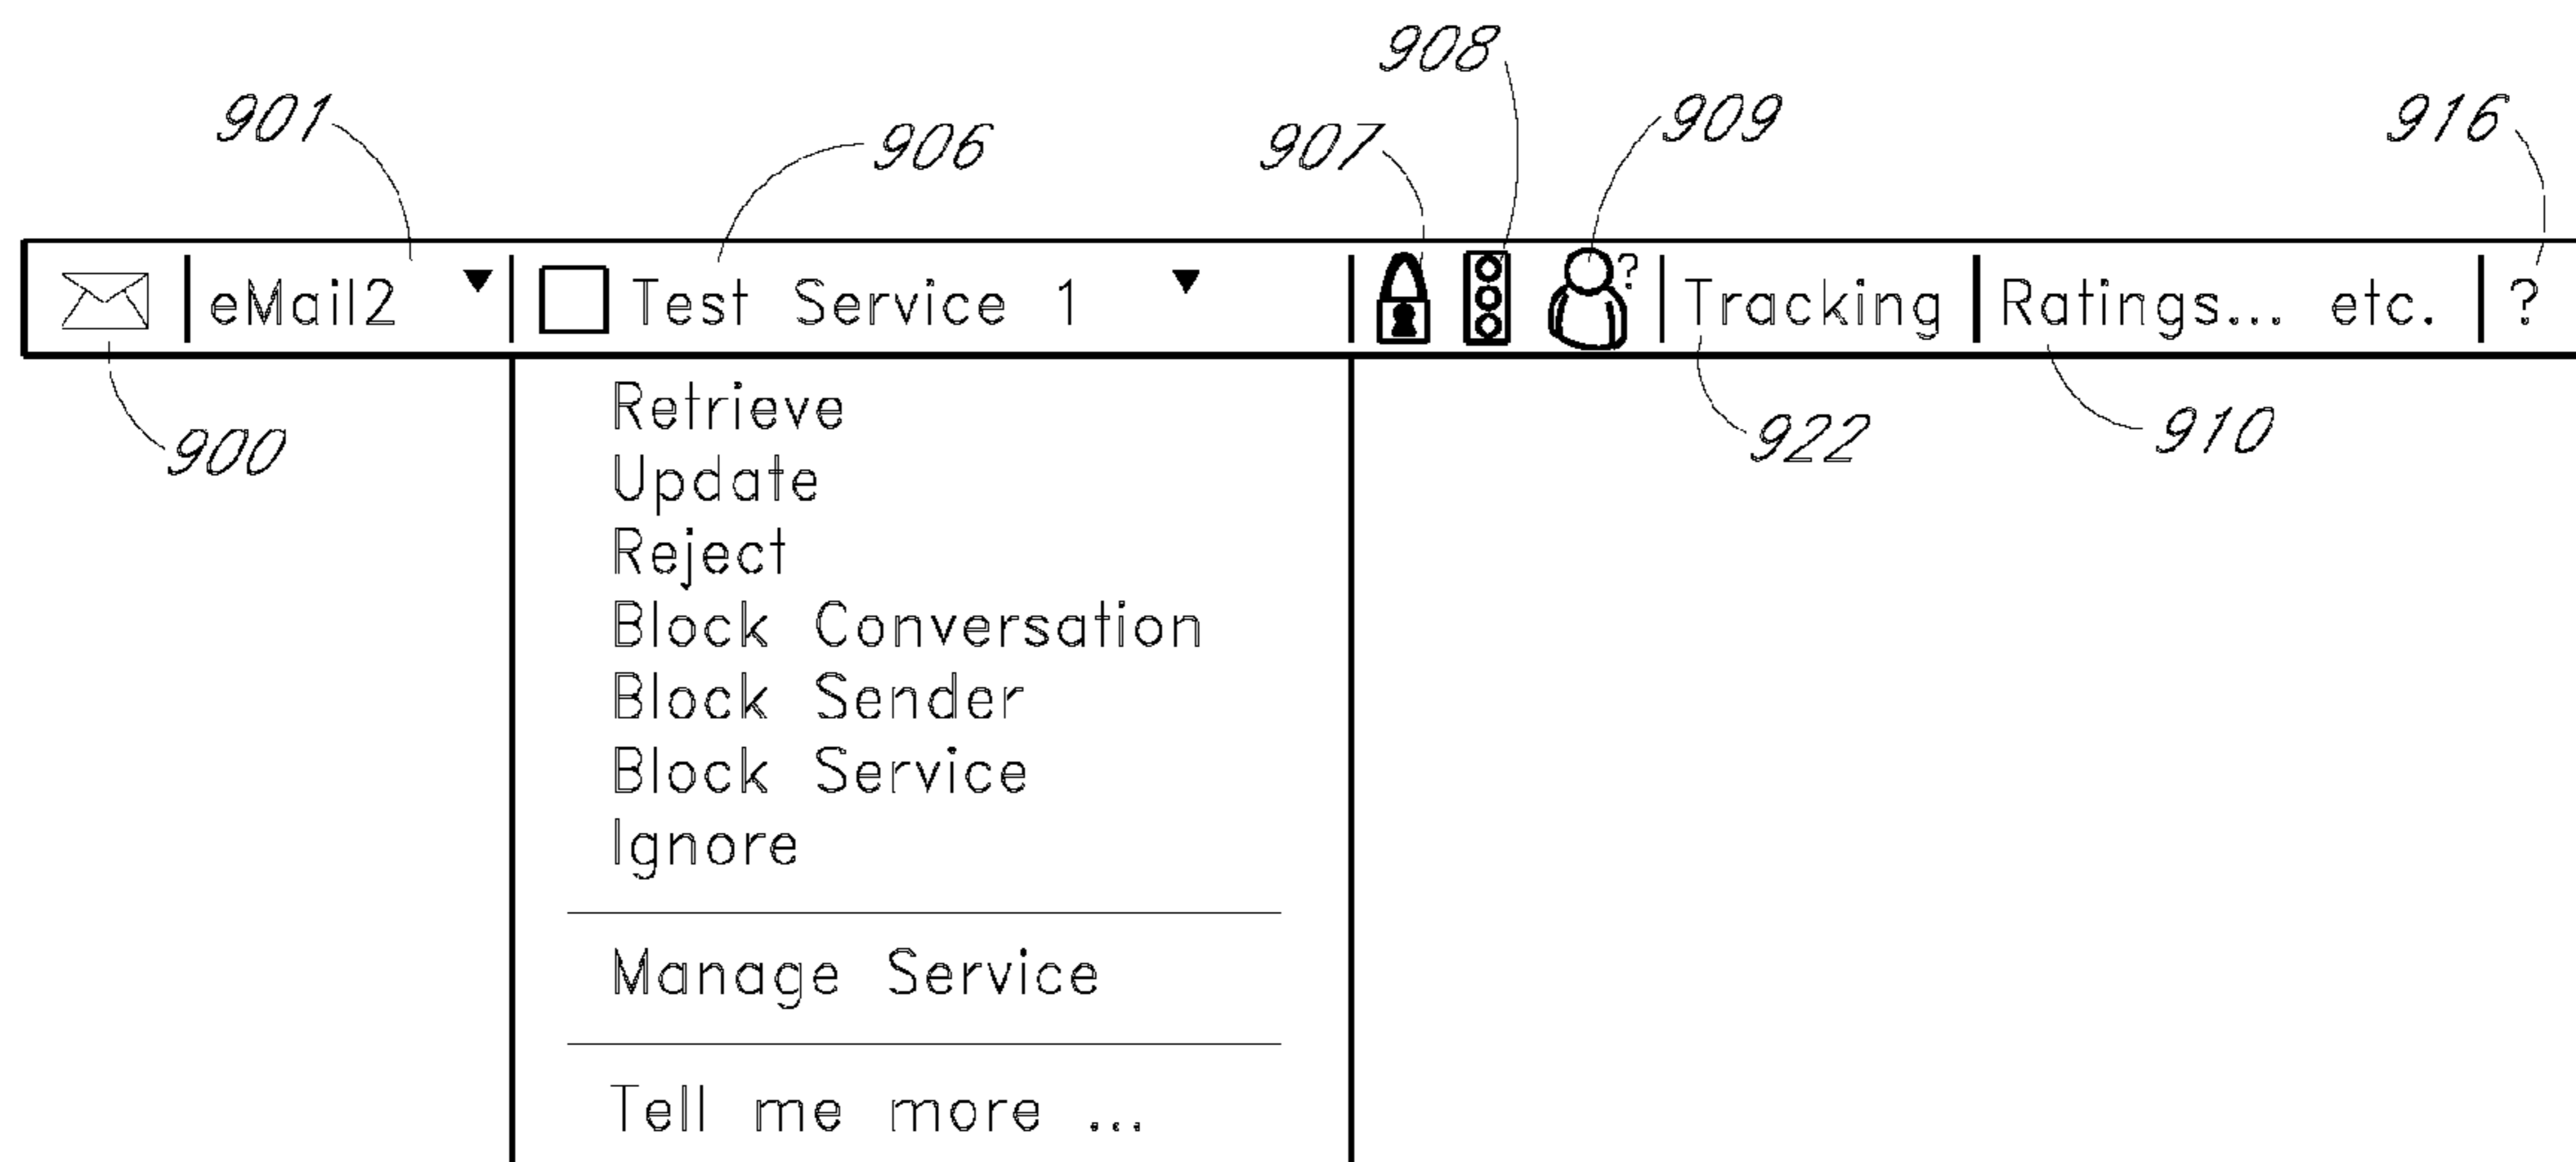 908
901 909 916
906 907
eMail2 Test Service 1 ? Tracking Ratings... etc. ?
Retrieve
900 922 910
Update
Reject
Block Conversation
Block Sender
Block Service
Ignore
Manage Service
Tell me more ...